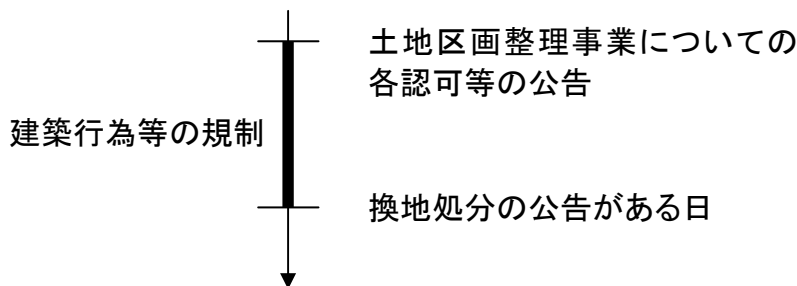 土地区画整理事業についての
各認可等の公告
建築行為等の規制
換地処分の公告がある日